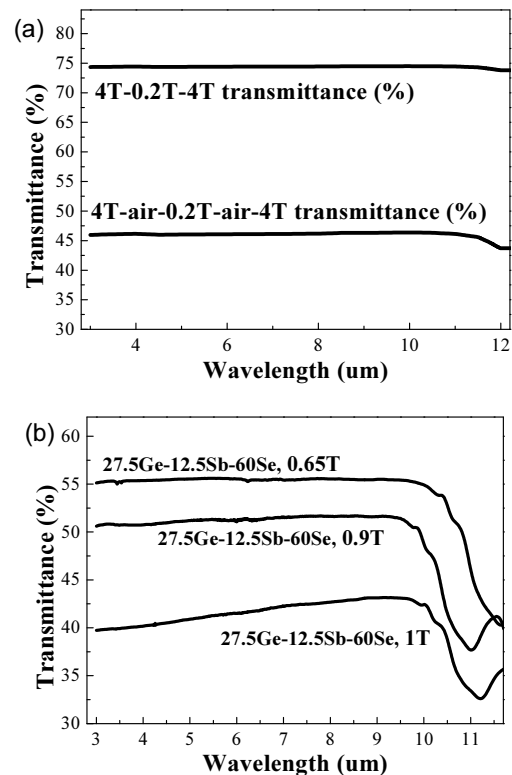 (a)
80
75
70
65
60
55
50
45
40
35
30
Transmittance (%)
4T-0.2T-4T transmittance (%)
4T-air-0.2T-air-4T transmittance (%)
4 6 8 10 12
Wavelength (um)
(b)
60
55
50
45
40
35
30
Transmittance (%)
27.5Ge-12.5Sb-60Se, 0.65T
27.5Ge-12.5Sb-60Se, 0.9T
27.5Ge-12.5Sb-60Se, 1T
3 4 5 6 7 8 9 10 11
Wavelength (um)